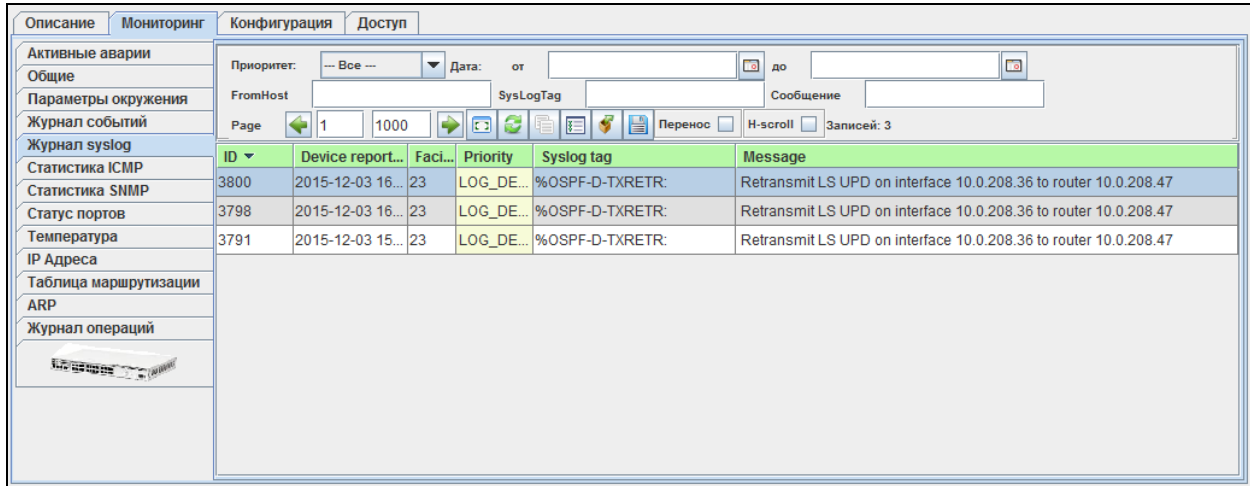 Описание Мониторинг Конфигурация Доступ
Активные аварии
Общие
Параметры окружения
Журнал событий
Журнал syslog
Статистика ICMP
Статистика SNMP
Статус портов
Температура
IP Адреса
Таблица маршрутизации
ARP
Журнал операций
Приоритет: --- Все --- Дата: от до
FromHost SysLogTag Сообщение
Page 1 1000 Перенос H-scroll Записей: 3
ID Device report... Faci... Priority Syslog tag Message
3800 2015-12-03 16... 23 LOG_DE... %OSPF-D-TXRETR: Retransmit LS UPD on interface 10.0.208.36 to router 10.0.208.47
3798 2015-12-03 16... 23 LOG_DE... %OSPF-D-TXRETR: Retransmit LS UPD on interface 10.0.208.36 to router 10.0.208.47
3791 2015-12-03 15... 23 LOG_DE... %OSPF-D-TXRETR: Retransmit LS UPD on interface 10.0.208.36 to router 10.0.208.47